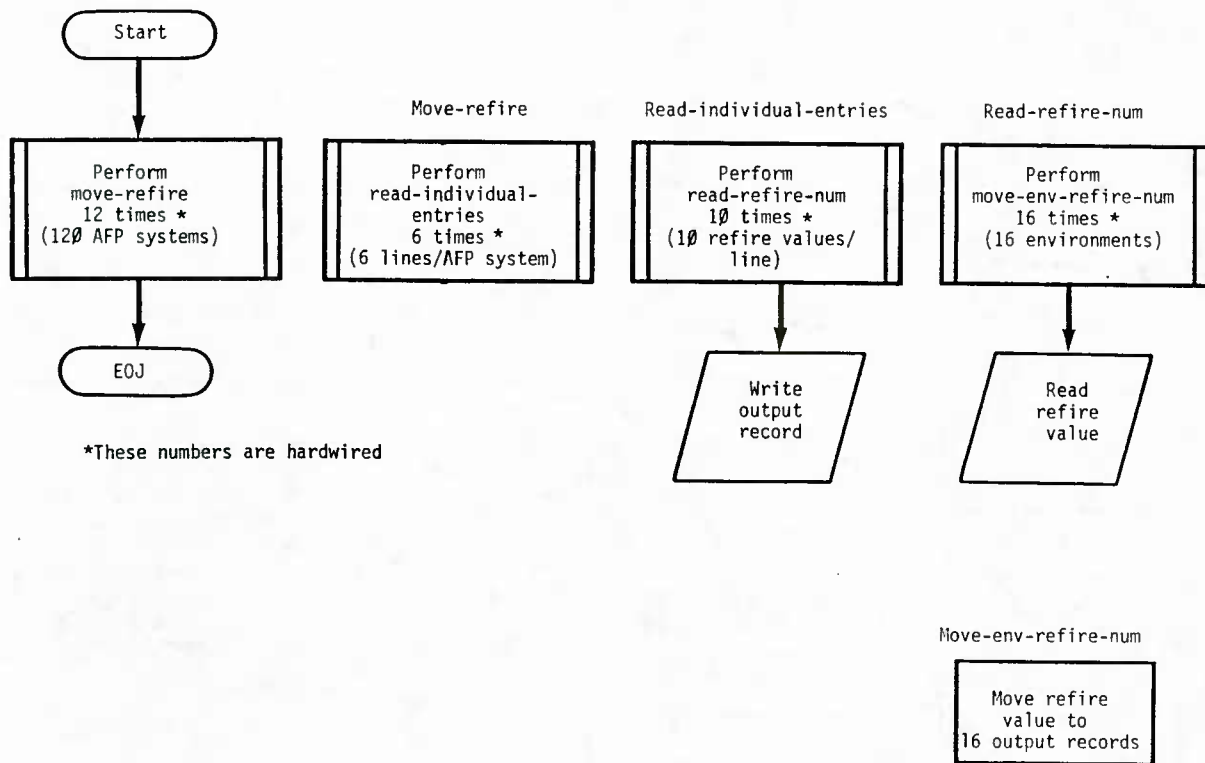 Start
Perform
move-refire
12 times *
(12Ø AFP systems)
EOJ
*These numbers are hardwired
Move-refire
Perform
read-individual-
entries
6 times *
(6 lines/AFP system)
Read-individual-entries
Perform
read-refire-num
1Ø times *
(1Ø refire values/
line)
Write
output
record
Read-refire-num
Perform
move-env-refire-num
16 times *
(16 environments)
Read
refire
value
Move-env-refire-num
Move refire
value to
16 output records